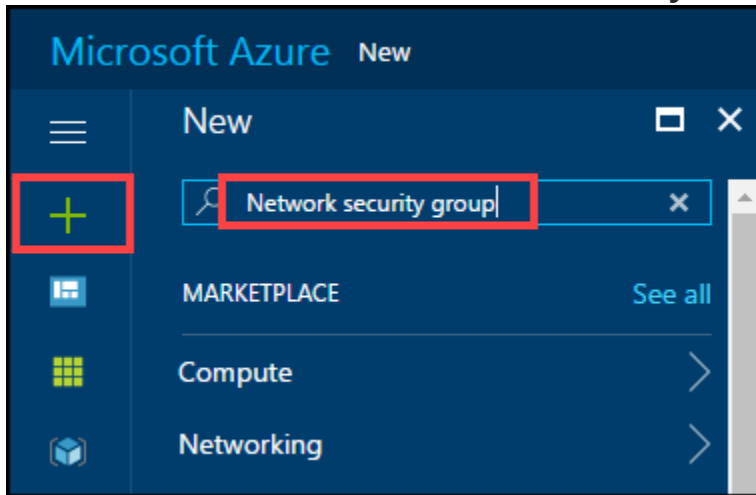 Microsoft Azure New
New
Network security group
MARKETPLACE See all
Compute
Networking